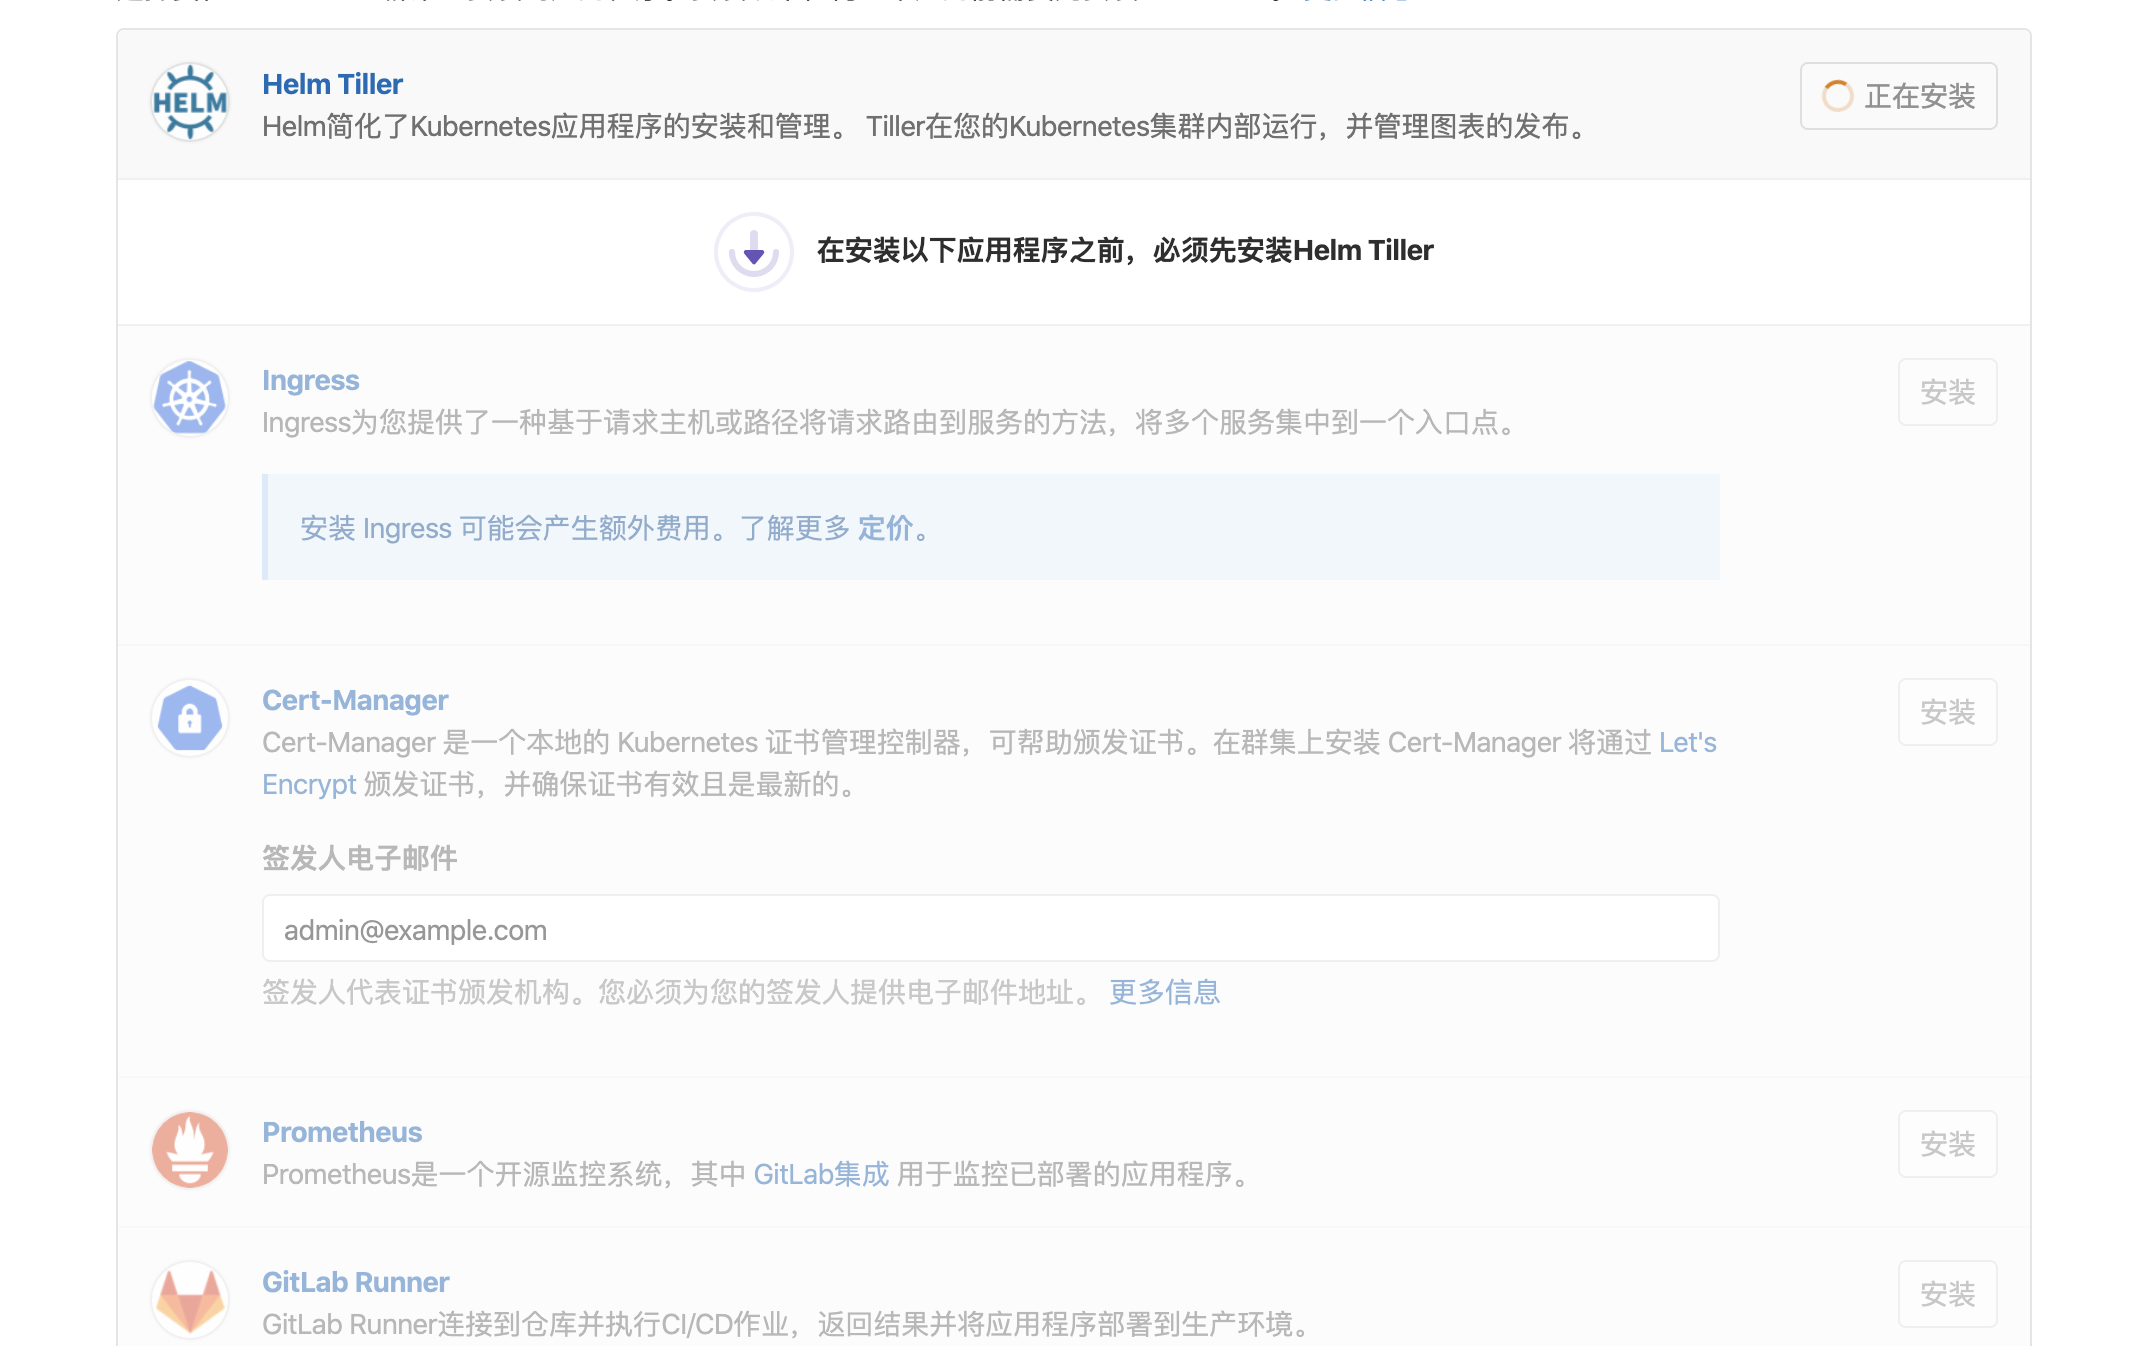 HELM
Helm Tiller
Helm简化了Kubernetes应用程序的安装和管理。 Tiller在您的Kubernetes集群内部运行，并管理图表的发布。
正在安装
在安装以下应用程序之前，必须先安装Helm Tiller
Ingress
Ingress为您提供了一种基于请求主机或路径将请求路由到服务的方法，将多个服务集中到一个入口点。
安装
安装 Ingress 可能会产生额外费用。了解更多 定价。
Cert-Manager
Cert-Manager 是一个本地的 Kubernetes 证书管理控制器，可帮助颁发证书。在群集上安装 Cert-Manager 将通过 Let's
Encrypt 颁发证书，并确保证书有效且是最新的。
安装
签发人电子邮件
admin@example.com
签发人代表证书颁发机构。您必须为您的签发人提供电子邮件地址。 更多信息
Prometheus
Prometheus是一个开源监控系统，其中 GitLab集成 用于监控已部署的应用程序。
安装
GitLab Runner
GitLab Runner连接到仓库并执行CI/CD作业，返回结果并将应用程序部署到生产环境。
安装